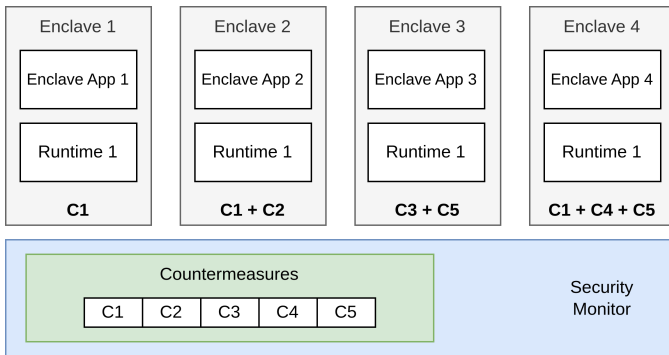 Enclave 1
Enclave App 1
Runtime 1
C1
Enclave 2
Enclave App 2
Runtime 1
C1 + C2
Enclave 3
Enclave App 3
Runtime 1
C3 + C5
Enclave 4
Enclave App 4
Runtime 1
C1 + C4 + C5
Countermeasures
C1 C2 C3 C4 C5
Security
Monitor